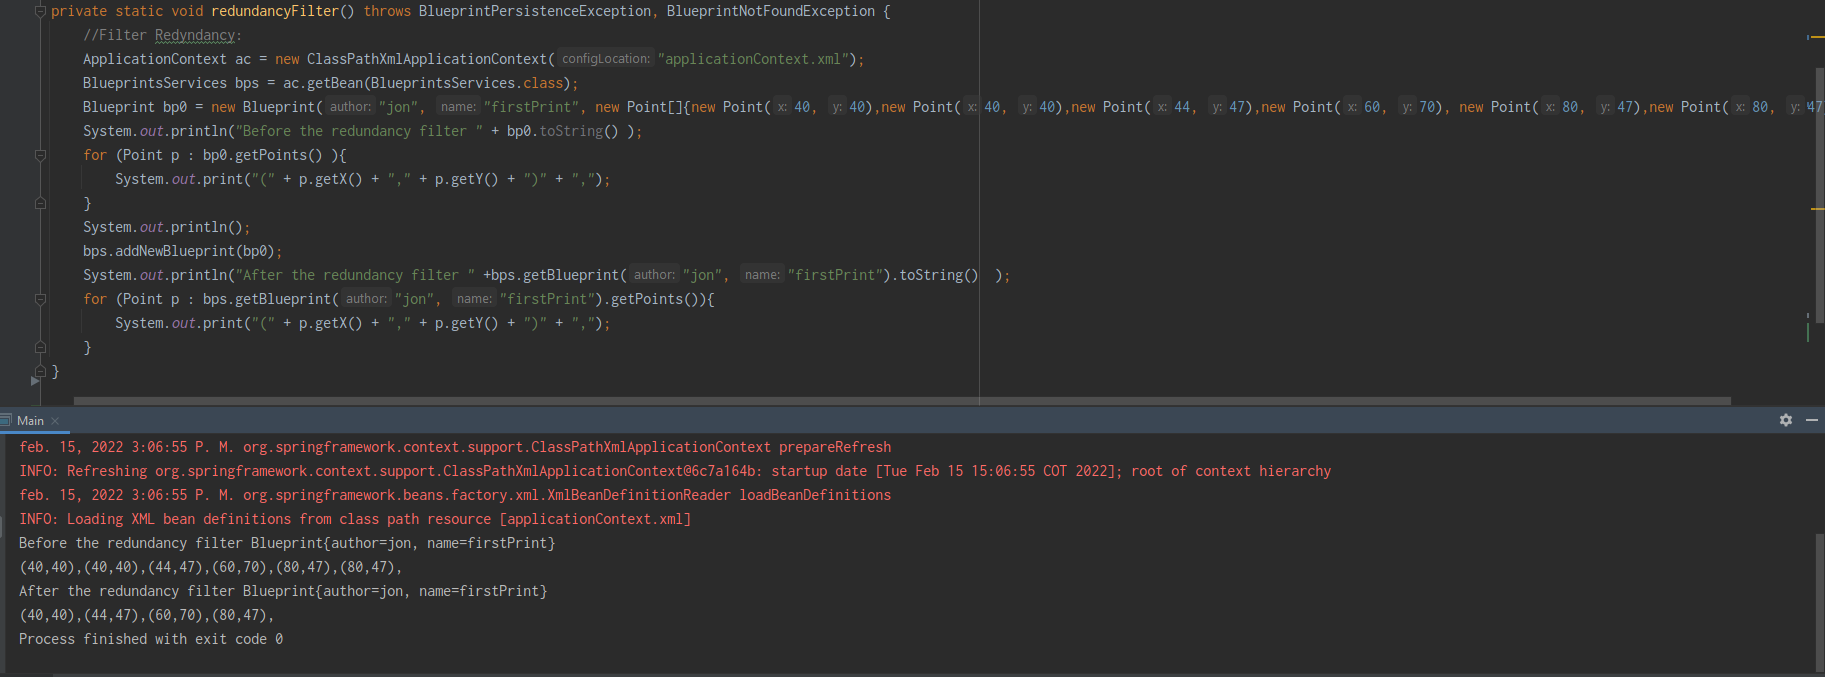 private static void redundancyFilter() throws BlueprintPersistenceException, BlueprintNotFoundException {
//Filter Redyndancy:
ApplicationContext ac = new ClassPathXmlApplicationContext( configLocation: "applicationContext.xml");
BlueprintsServices bps = ac.getBean(BlueprintsServices.class);
Blueprint bp0 = new Blueprint( author: "jon", name: "firstPrint", new Point[]{new Point( x: 40, y: 40),new Point( x: 40, y: 40),new Point( x: 44, y: 47),new Point( x: 60, y: 70), new Point( x: 80, y: 47),new Point( x: 80, y: 47
System.out.println("Before the redundancy filter " + bp0.toString() );
for (Point p : bp0.getPoints() ){
System.out.print("(" + p.getX() + "," + p.getY() + ")" + ",");
}
System.out.println();
bps.addNewBlueprint(bp0);
System.out.println("After the redundancy filter " +bps.getBlueprint( author: "jon", name: "firstPrint").toString()  );
for (Point p : bps.getBlueprint( author: "jon", name: "firstPrint").getPoints()){
System.out.print("(" + p.getX() + "," + p.getY() + ")" + ",");
}
}
Main
feb. 15, 2022 3:06:55 P. M. org.springframework.context.support.ClassPathXmlApplicationContext prepareRefresh
INFO: Refreshing org.springframework.context.support.ClassPathXmlApplicationContext@6c7a164b: startup date [Tue Feb 15 15:06:55 COT 2022]; root of context hierarchy
feb. 15, 2022 3:06:55 P. M. org.springframework.beans.factory.xml.XmlBeanDefinitionReader loadBeanDefinitions
INFO: Loading XML bean definitions from class path resource [applicationContext.xml]
Before the redundancy filter Blueprint{author=jon, name=firstPrint}
(40,40),(40,40),(44,47),(60,70),(80,47),(80,47),
After the redundancy filter Blueprint{author=jon, name=firstPrint}
(40,40),(44,47),(60,70),(80,47),
Process finished with exit code 0